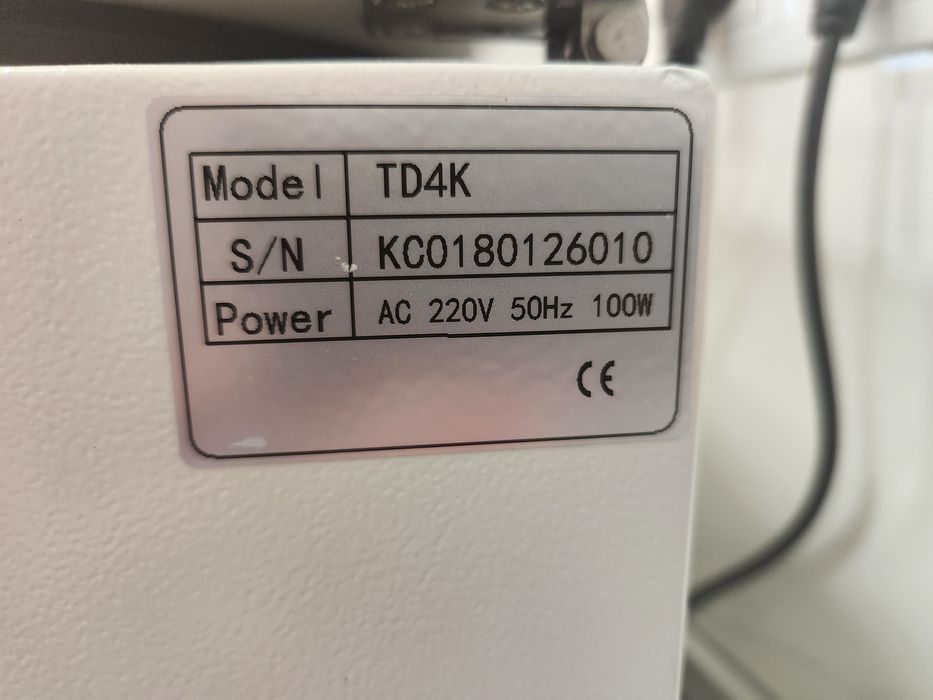 Model TD4K
S/N KC0180126010
Power AC 220V 50Hz 100W
CE